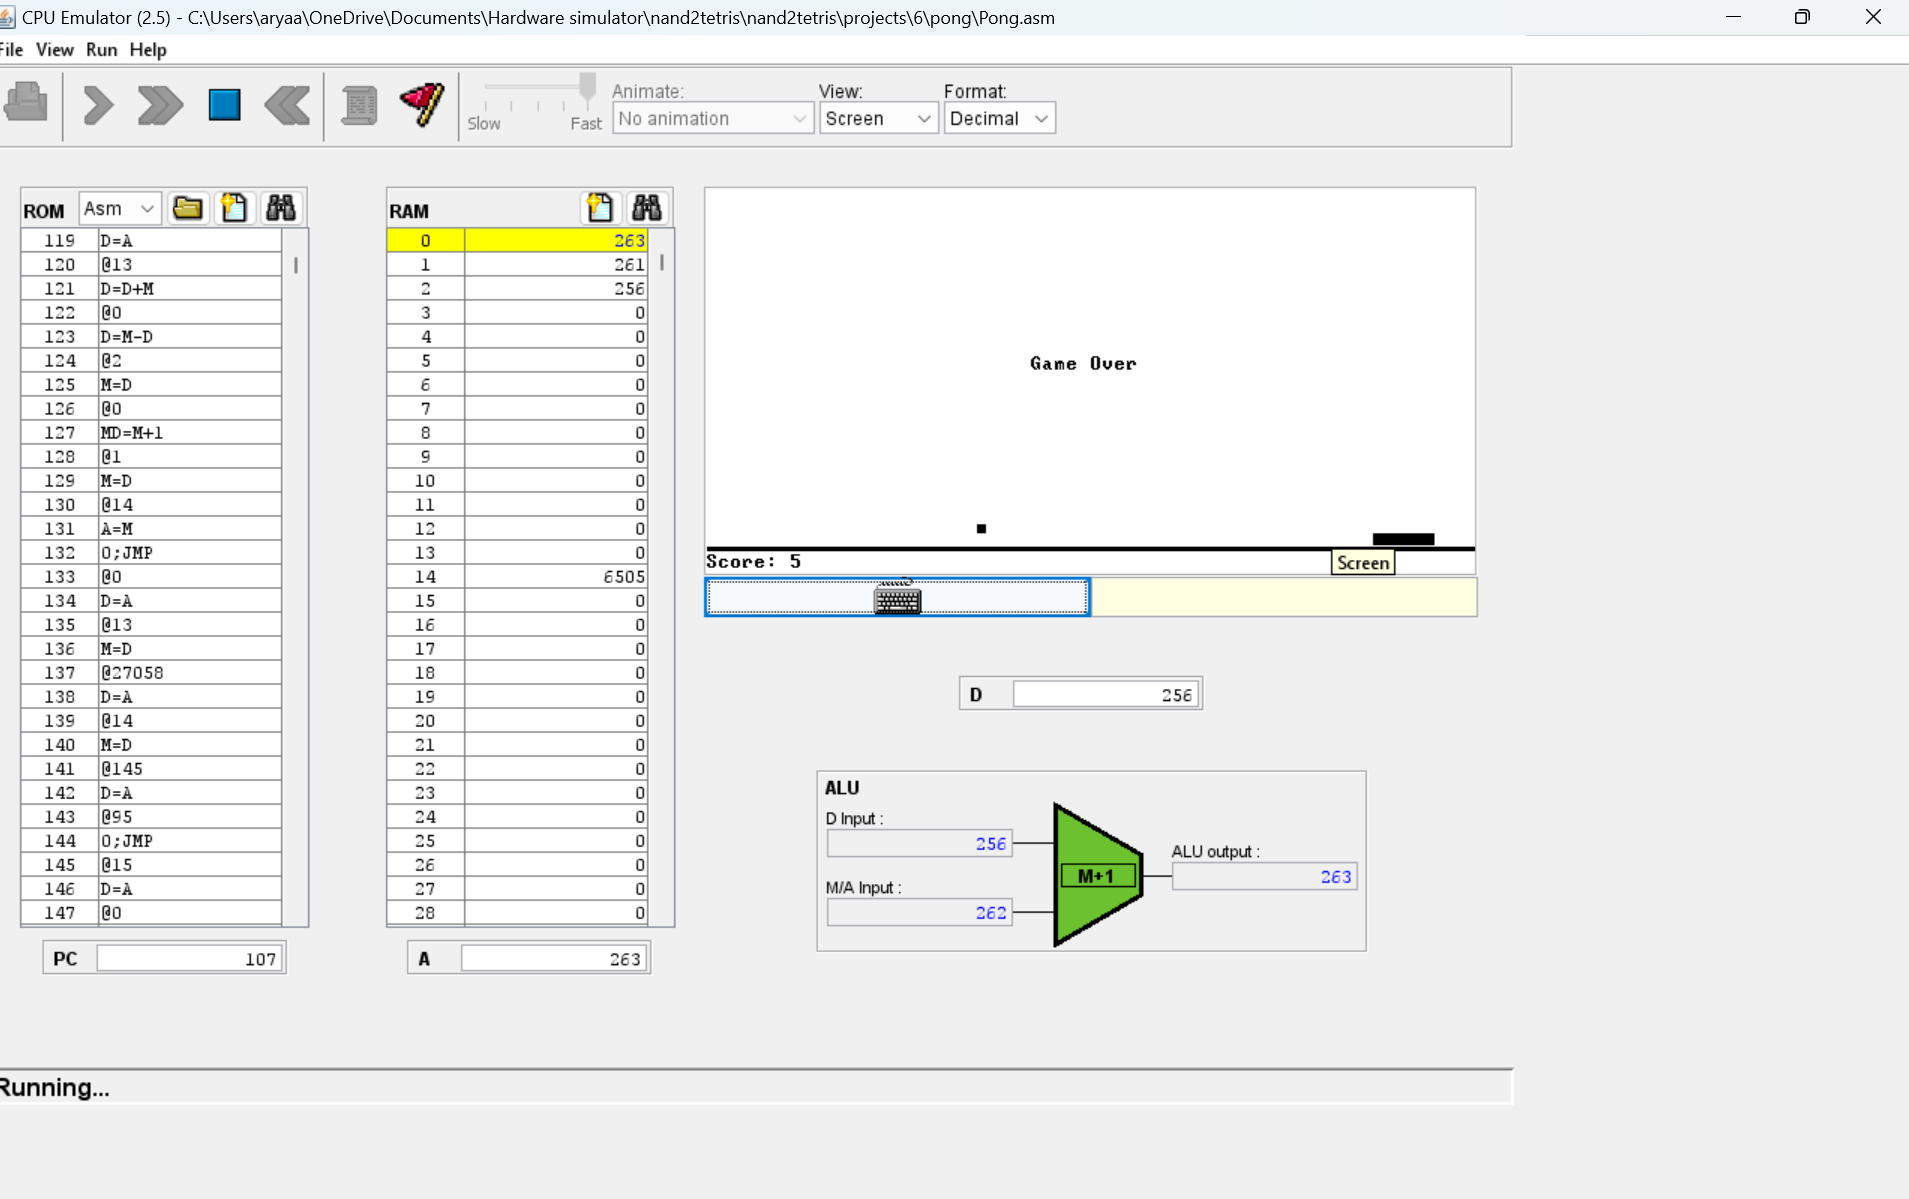 CPU Emulator (2.5) - C:\Users\aryaa\OneDrive\Documents\Hardware simulator\nand2tetris\nand2tetris\projects\6\pong\Pong.asm
File View Run Help
Slow Fast
Animate:
No animation
View:
Screen
Format:
Decimal
ROM Asm
119 D=A
120 @13
121 D=D+M
122 @0
123 D=M-D
124 @2
125 M=D
126 @0
127 MD=M+1
128 @1
129 M=D
130 @14
131 A=M
132 0;JMP
133 @0
134 D=A
135 @13
136 M=D
137 @27058
138 D=A
139 @14
140 M=D
141 @145
142 D=A
143 @95
144 0;JMP
145 @15
146 D=A
147 @0
PC 107
RAM
0 263
1 261
2 256
3 0
4 0
5 0
6 0
7 0
8 0
9 0
10 0
11 0
12 0
13 0
14 6505
15 0
16 0
17 0
18 0
19 0
20 0
21 0
22 0
23 0
24 0
25 0
26 0
27 0
28 0
A 263
Game Over
Score: 5
Screen
D 256
ALU
D Input :
256
M/A Input :
262
M+1
ALU output :
263
Running...